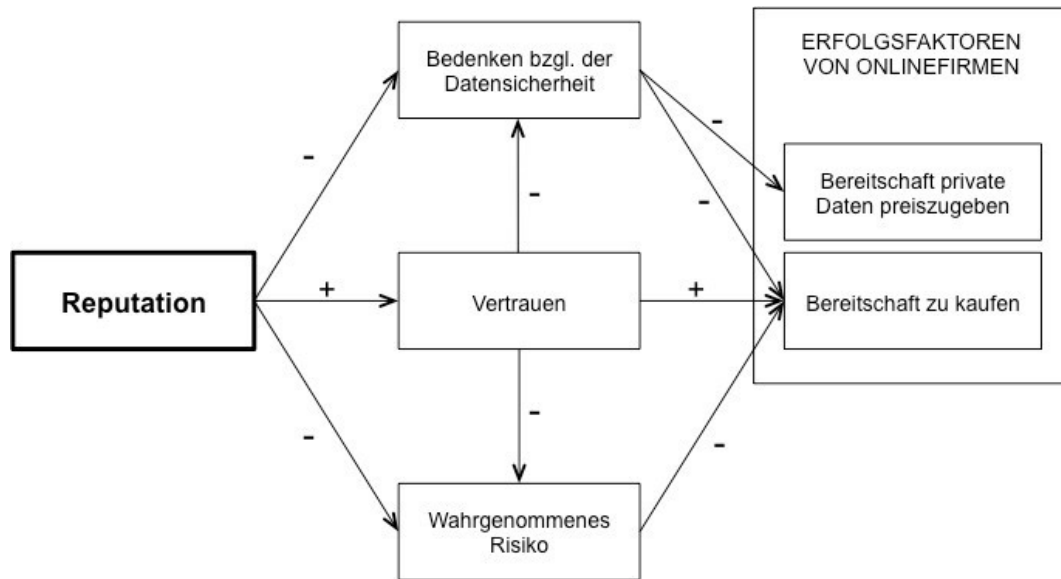 Bedenken bzgl. der
Datensicherheit
ERFOLGSFAKTOREN
VON ONLINEFIRMEN
-
-
-
-
Bereitschaft private
Daten preiszugeben
Reputation
+
Vertrauen
+
Bereitschaft zu kaufen
-
-
-
Wahrgenommenes
Risiko